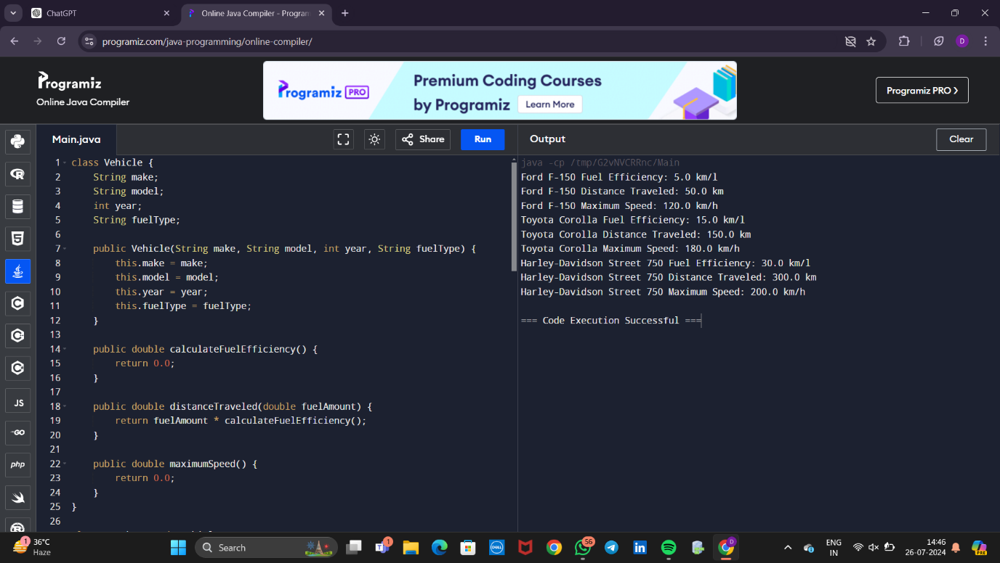 ChatGPT
Online Java Compiler - Program
programiz.com/java-programming/online-compiler/
D
Programiz
Online Java Compiler
Programiz PRO
Premium Coding Courses
by Programiz
Learn More
Programiz PRO
Main.java
Share
Run
Output
Clear
1 class Vehicle {
2 String make;
3 String model;
4 int year;
5 String fuelType;
6
7 public Vehicle(String make, String model, int year, String fuelType) {
8 this.make = make;
9 this.model = model;
10 this.year = year;
11 this.fuelType = fuelType;
12 }
13
14 public double calculateFuelEfficiency() {
15 return 0.0;
16 }
17
18 public double distanceTraveled(double fuelAmount) {
19 return fuelAmount * calculateFuelEfficiency();
20 }
21
22 public double maximumSpeed() {
23 return 0.0;
24 }
25 }
26
java -cp /tmp/G2vNVCRRnc/Main
Ford F-150 Fuel Efficiency: 5.0 km/l
Ford F-150 Distance Traveled: 50.0 km
Ford F-150 Maximum Speed: 120.0 km/h
Toyota Corolla Fuel Efficiency: 15.0 km/l
Toyota Corolla Distance Traveled: 150.0 km
Toyota Corolla Maximum Speed: 180.0 km/h
Harley-Davidson Street 750 Fuel Efficiency: 30.0 km/l
Harley-Davidson Street 750 Distance Traveled: 300.0 km
Harley-Davidson Street 750 Maximum Speed: 200.0 km/h
=== Code Execution Successful ===
R
5
C
C
C
JS
GO
php
1
36°C
Haze
Search
1
DELL
56
in
D
ENG
IN
14:46
26-07-2024
PRE